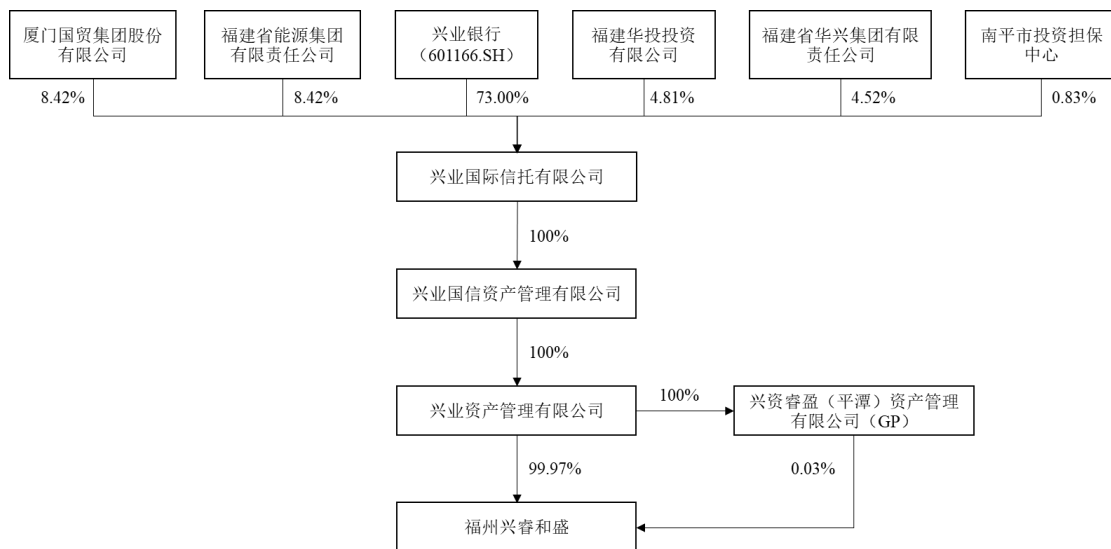 厦门国贸集团股份
有限公司
福建省能源集团
有限责任公司
兴业银行
（601166.SH）
福建华投投资
有限公司
福建省华兴集团有限
责任公司
南平市投资担保
中心
8.42%
8.42%
73.00%
4.81%
4.52%
0.83%
兴业国际信托有限公司
100%
兴业国信资产管理有限公司
100%
兴业资产管理有限公司
100%
兴资睿盈（平潭）资产管理
有限公司（GP）
99.97%
0.03%
福州兴睿和盛